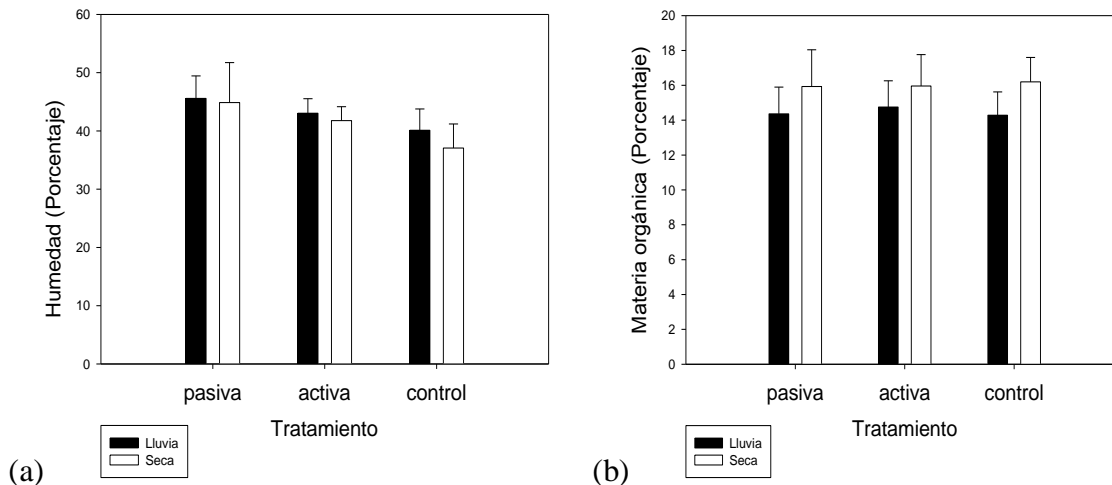 60
50
40
30
20
10
0
Humedad (Porcentaje)
pasiva activa control
Tratamiento
Lluvia
Seca
(a)
20
18
16
14
12
10
8
6
4
2
0
Materia orgánica (Porcentaje)
pasiva activa control
Tratamiento
Lluvia
Seca
(b)